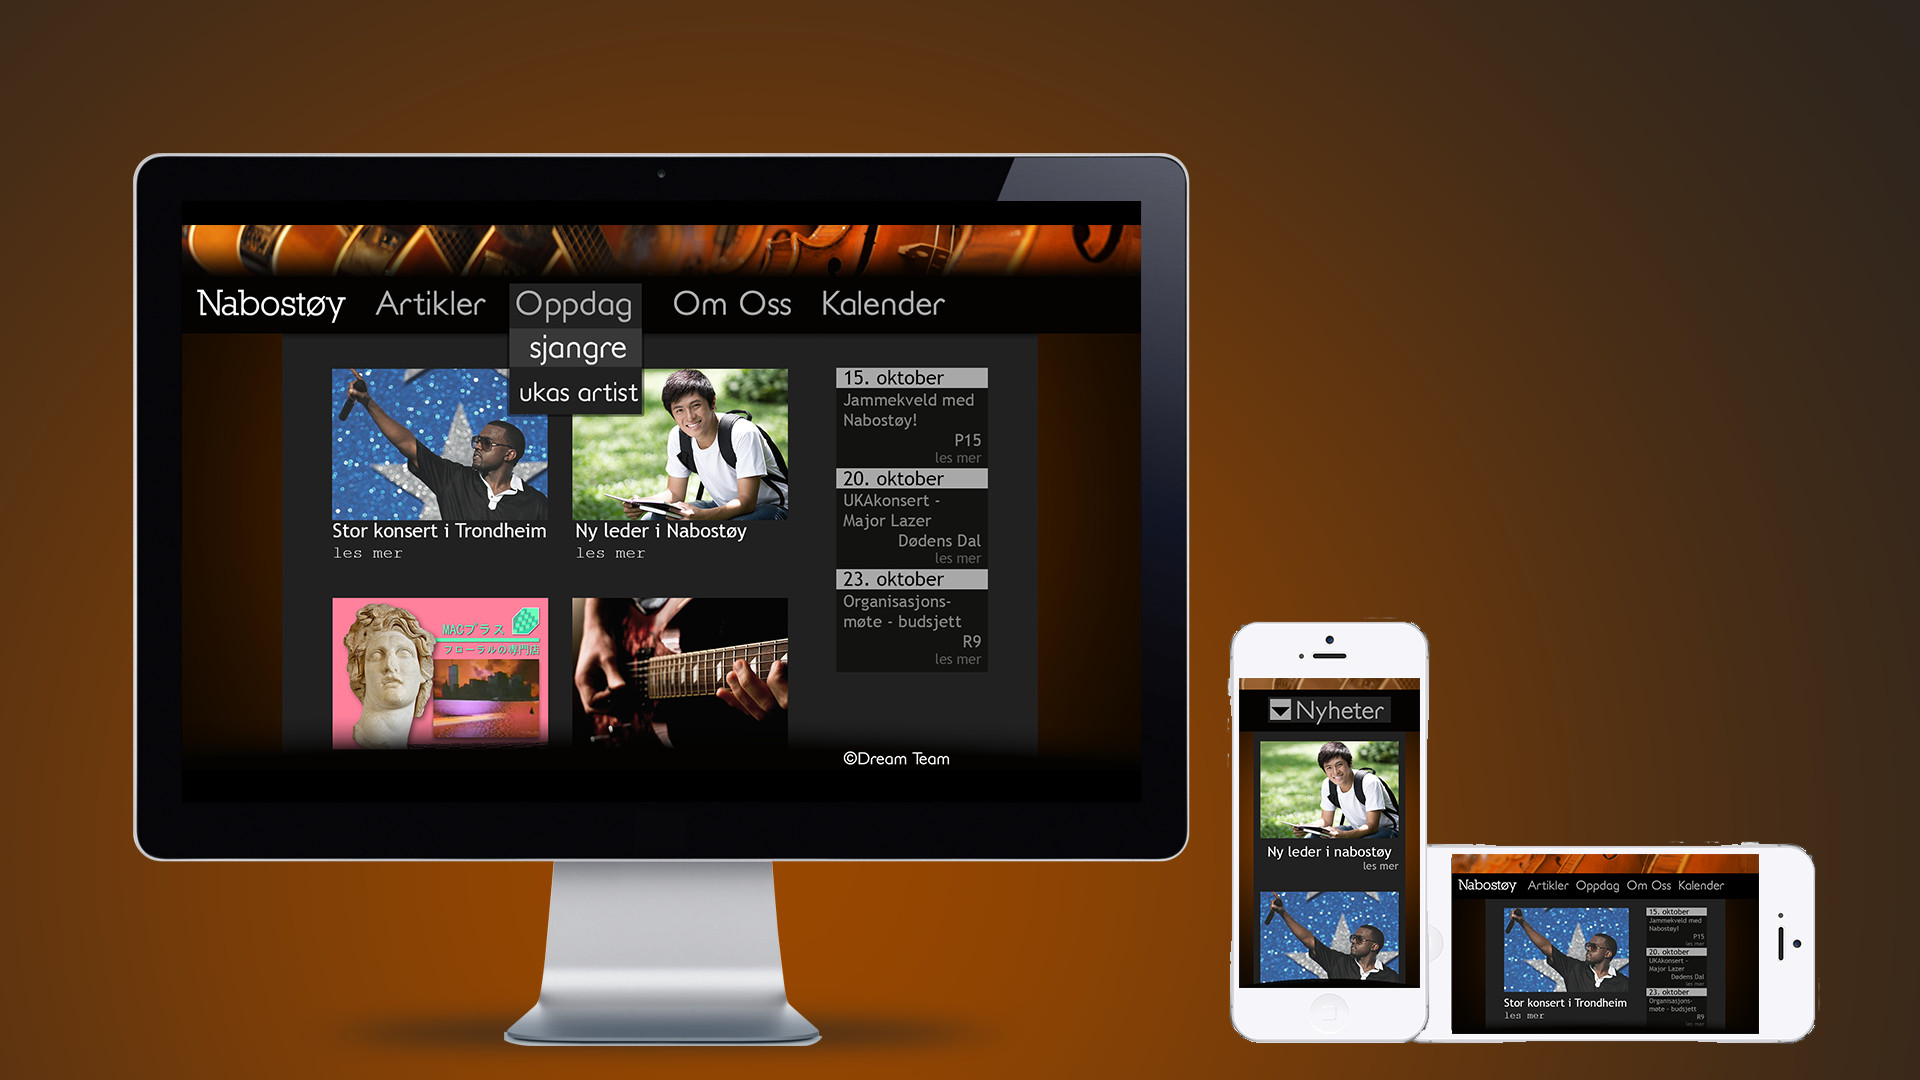 Nabostøy Artikler Oppdag Om Oss Kalender
sjangre
ukas artist
Stor konsert i Trondheim
les mer
Ny leder i Nabostøy
les mer
MACプラス
フローラルの専門店
15. oktober
Jammekveld med
Nabostøy!
P15
les mer
20. oktober
UKAkonsert -
Major Lazer
Dødens Dal
les mer
23. oktober
Organisasjons-
møte - budsjett
R9
les mer
©Dream Team
Nyheter
Ny leder i nabostøy
les mer
Nabostøy Artikler Oppdag Om Oss Kalender
Stor konsert i Trondheim
les mer
15. oktober
Jammekveld med
Nabostøy!
P15
les mer
20. oktober
UKAkonsert -
Major Lazer
Dødens Dal
les mer
23. oktober
Organisasjons-
møte - budsjett
R9
les mer